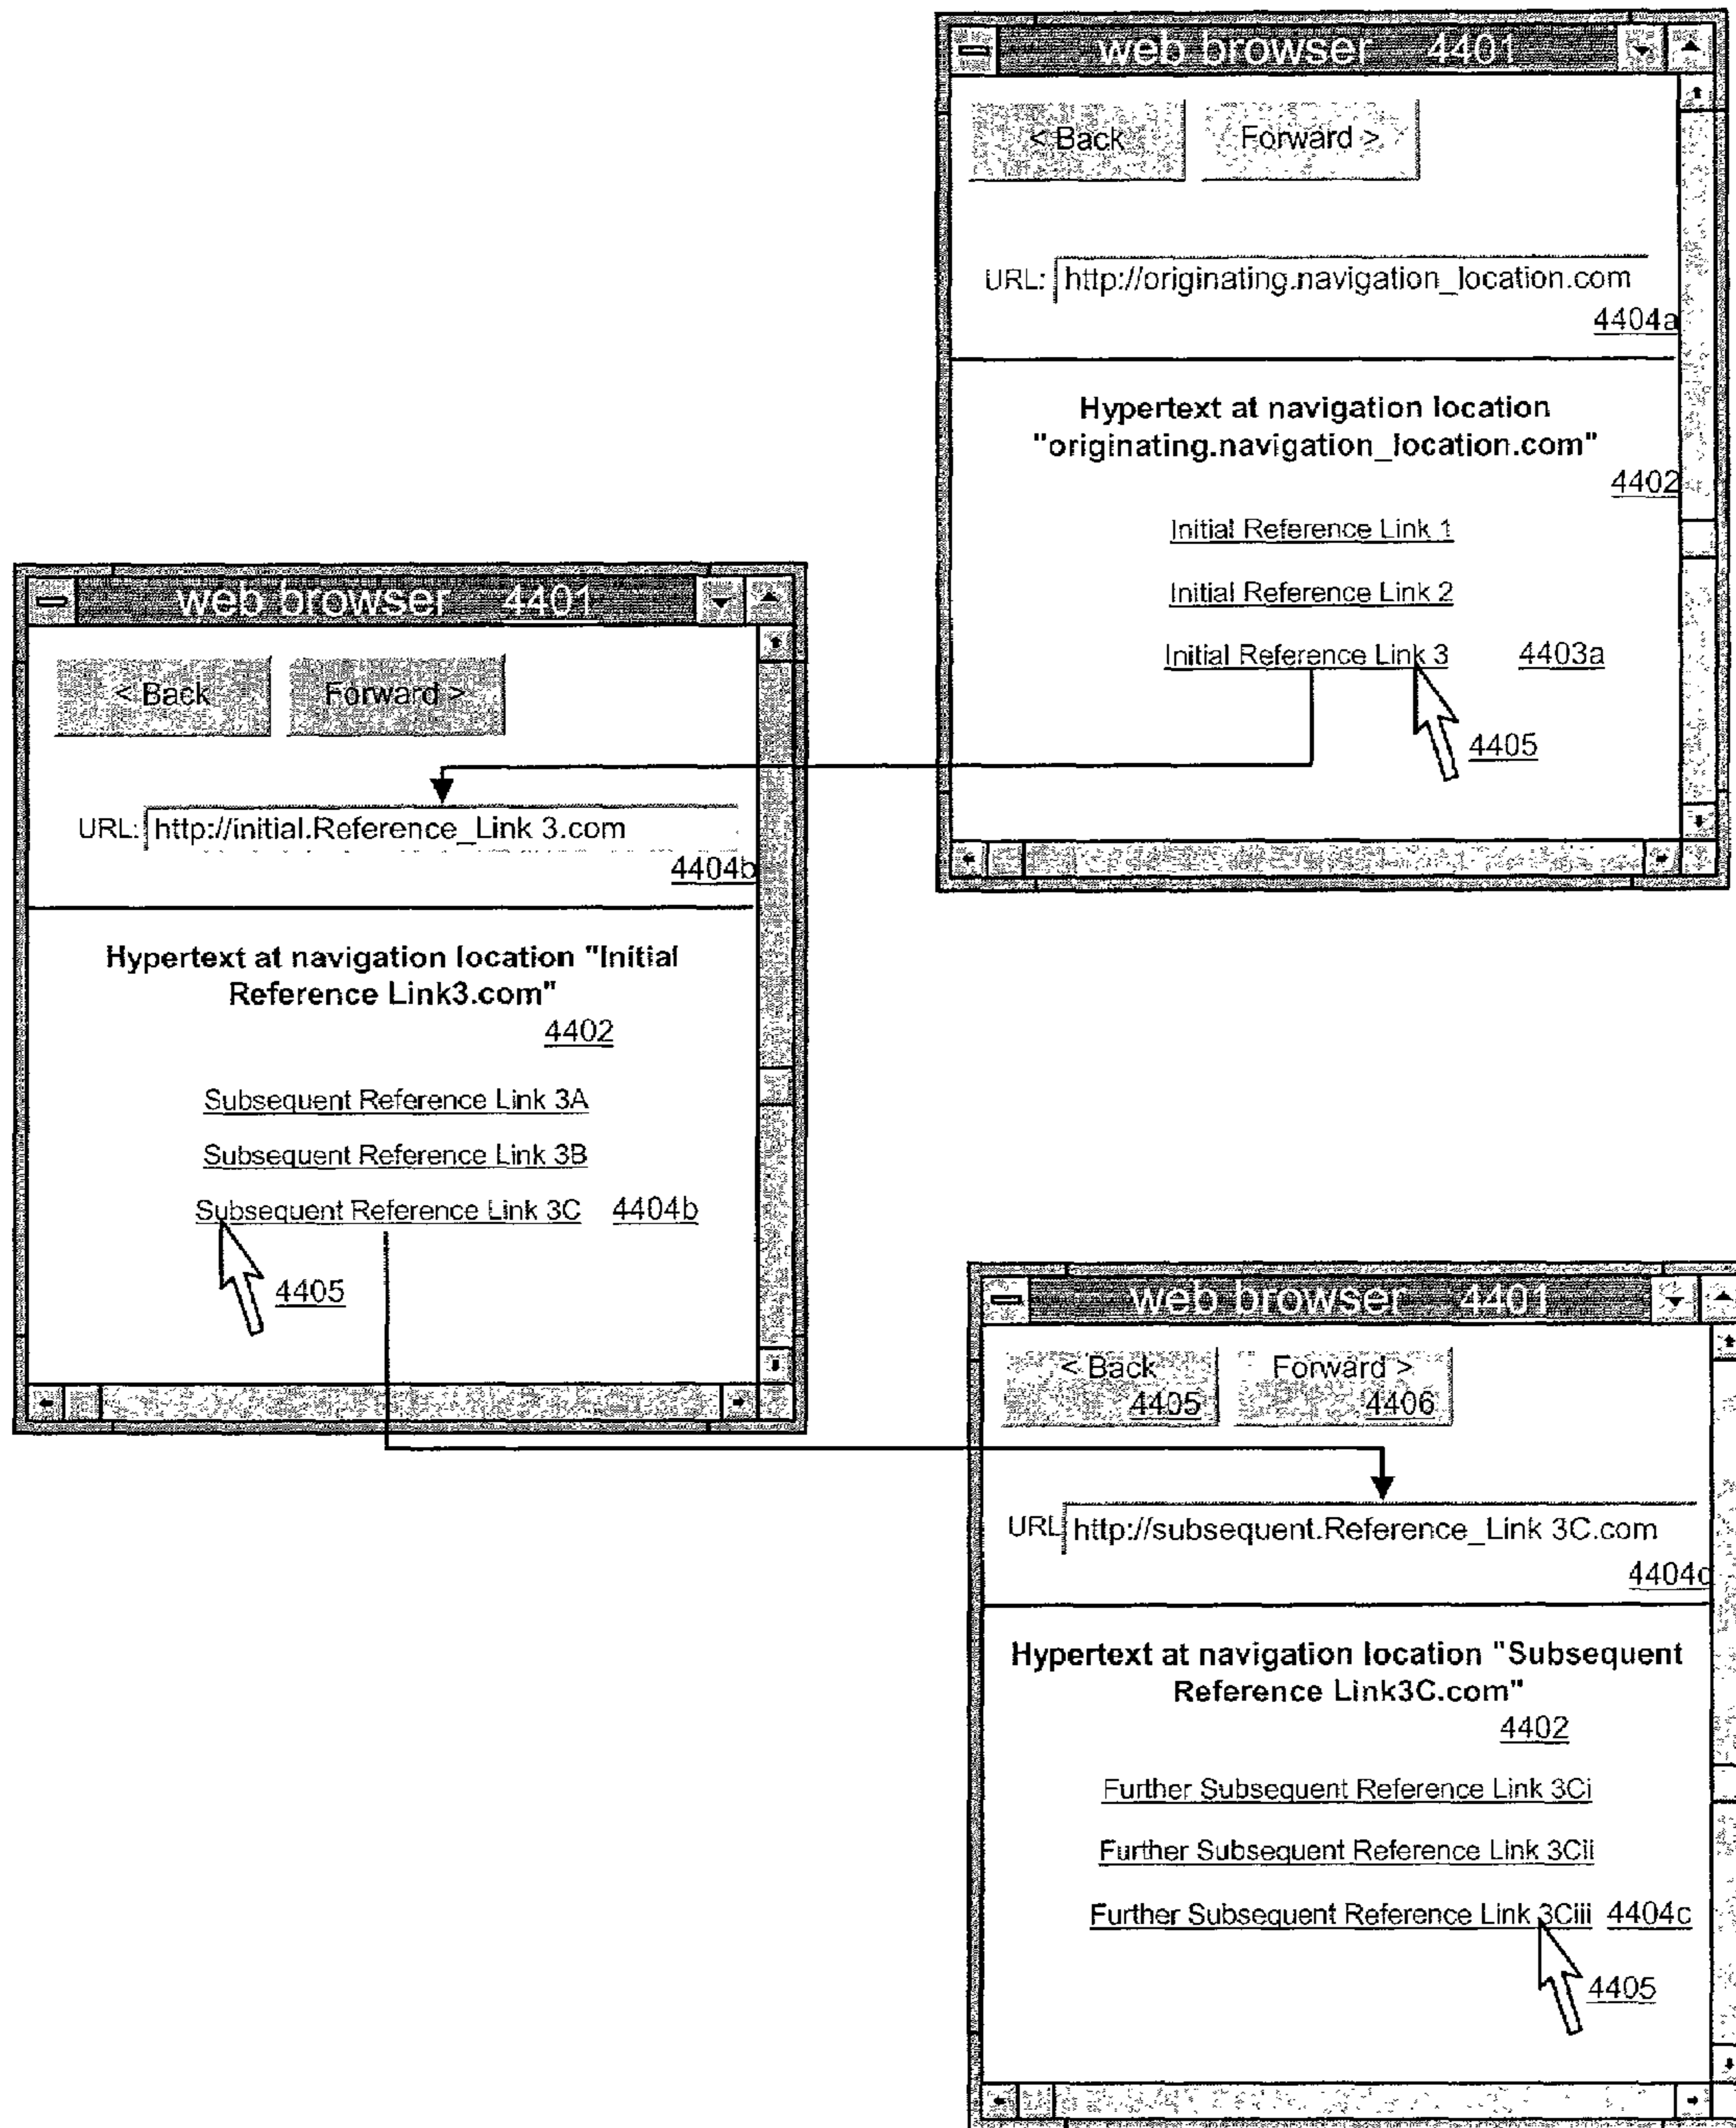 web browser 4401
< Back Forward >
URL: http://originating.navigation_location.com
4404a
Hypertext at navigation location
"originating.navigation_location.com"
4402
Initial Reference Link 1
Initial Reference Link 2
Initial Reference Link 3 4403a
4405
web browser 4401
< Back Forward >
URL: http://initial.Reference_Link 3.com
4404b
Hypertext at navigation location "Initial
Reference Link3.com"
4402
Subsequent Reference Link 3A
Subsequent Reference Link 3B
Subsequent Reference Link 3C 4404b
4405
web browser 4401
< Back Forward >
4405 4406
URL http://subsequent.Reference_Link 3C.com
4404c
Hypertext at navigation location "Subsequent
Reference Link3C.com"
4402
Further Subsequent Reference Link 3Ci
Further Subsequent Reference Link 3Cii
Further Subsequent Reference Link 3Ciii 4404c
4405